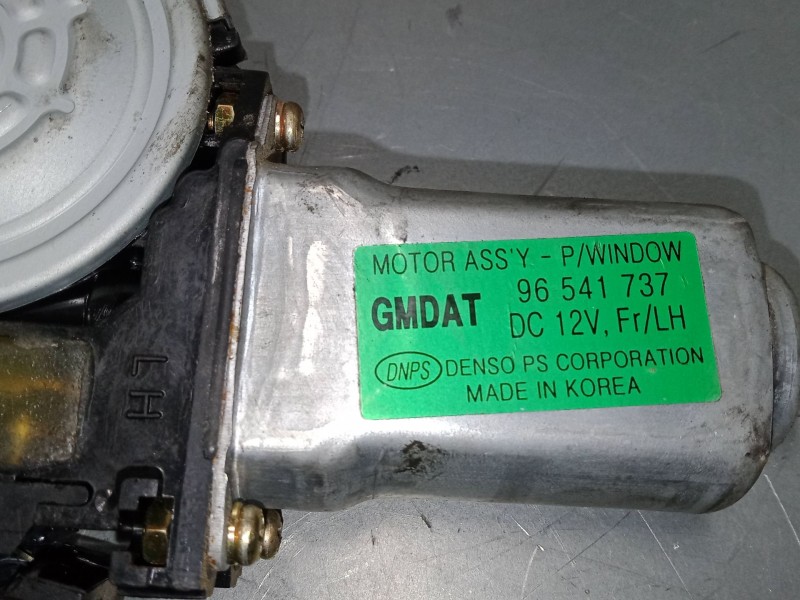 MOTOR ASS'Y - P/WINDOW
GMDAT 96 541 737
DC 12V, Fr/LH
DNPS DENSO PS CORPORATION
MADE IN KOREA
LH